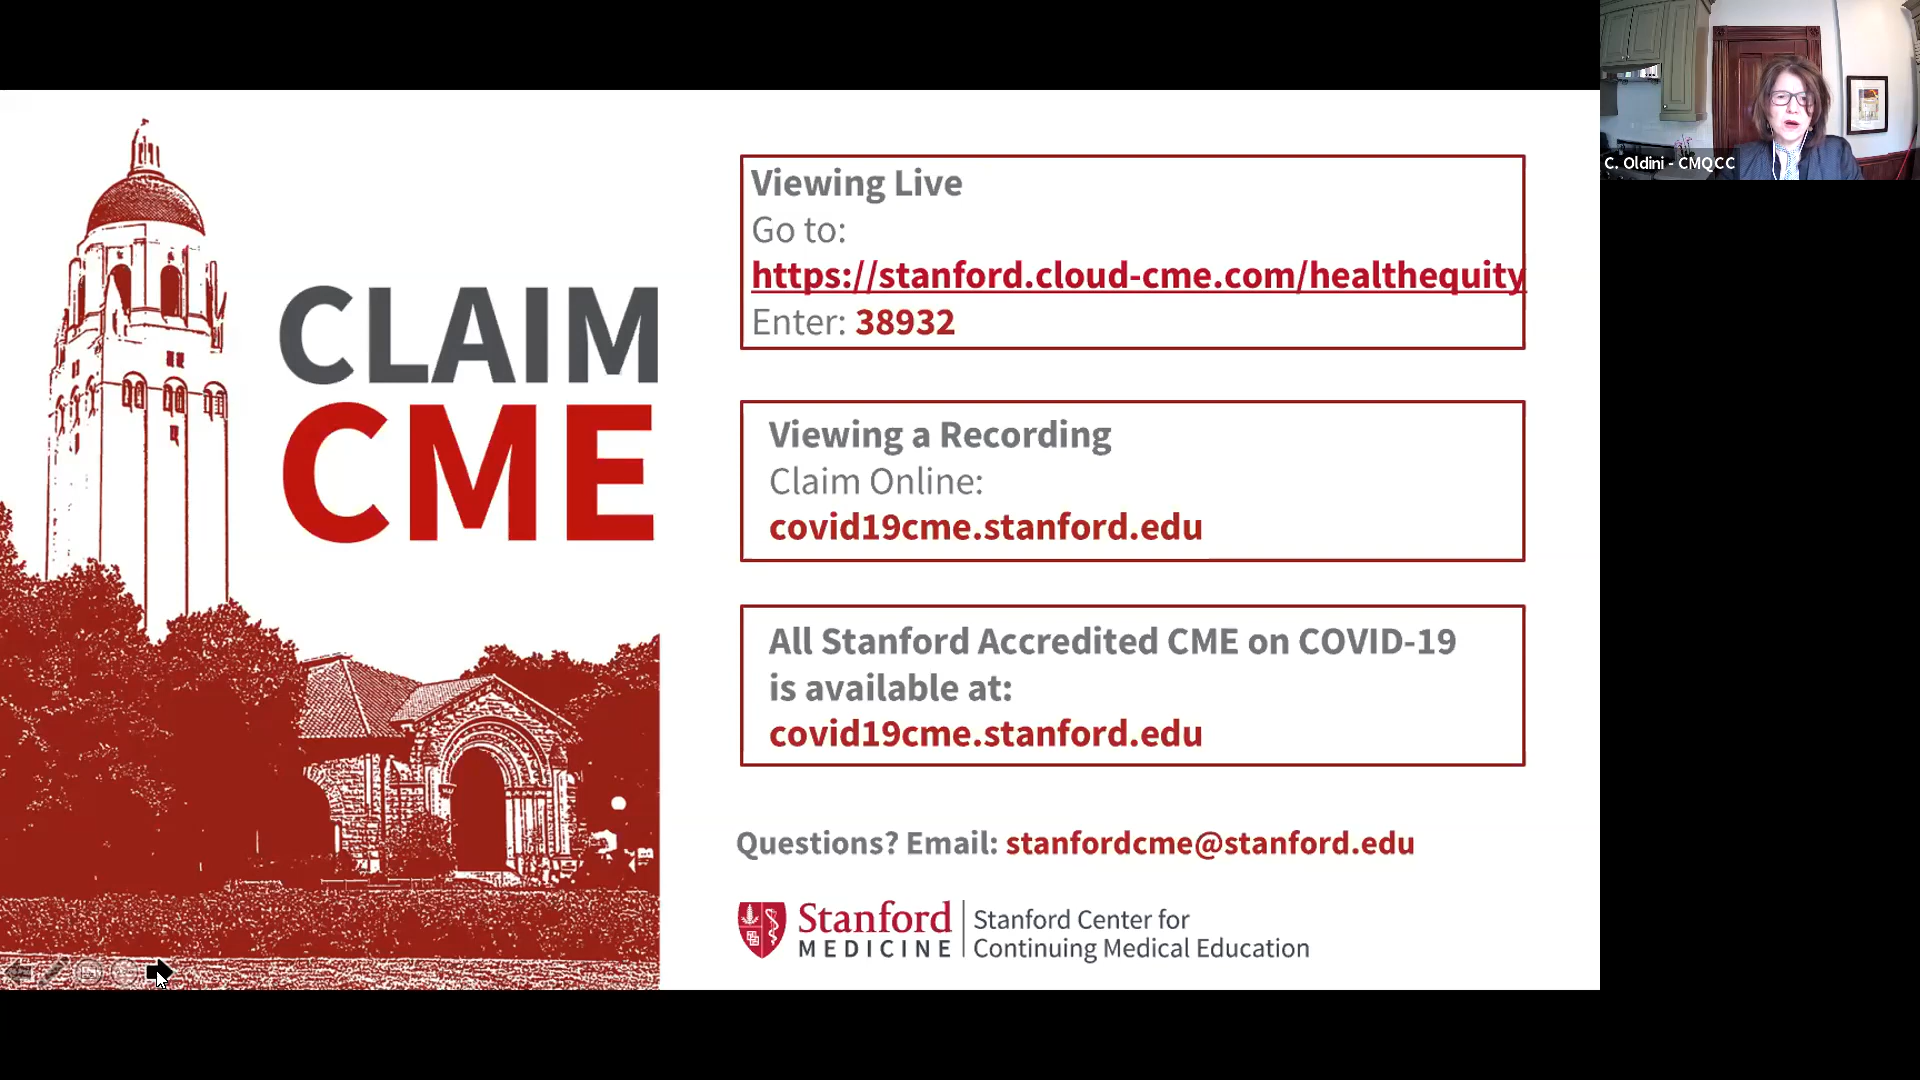 C. Oldini - CMQCC
CLAIM
CME
Viewing Live
Go to:
https://stanford.cloud-cme.com/healthequity
Enter: 38932
Viewing a Recording
Claim Online:
covid19cme.stanford.edu
All Stanford Accredited CME on COVID-19
is available at:
covid19cme.stanford.edu
Questions? Email: stanfordcme@stanford.edu
Stanford
MEDICINE
Stanford Center for
Continuing Medical Education